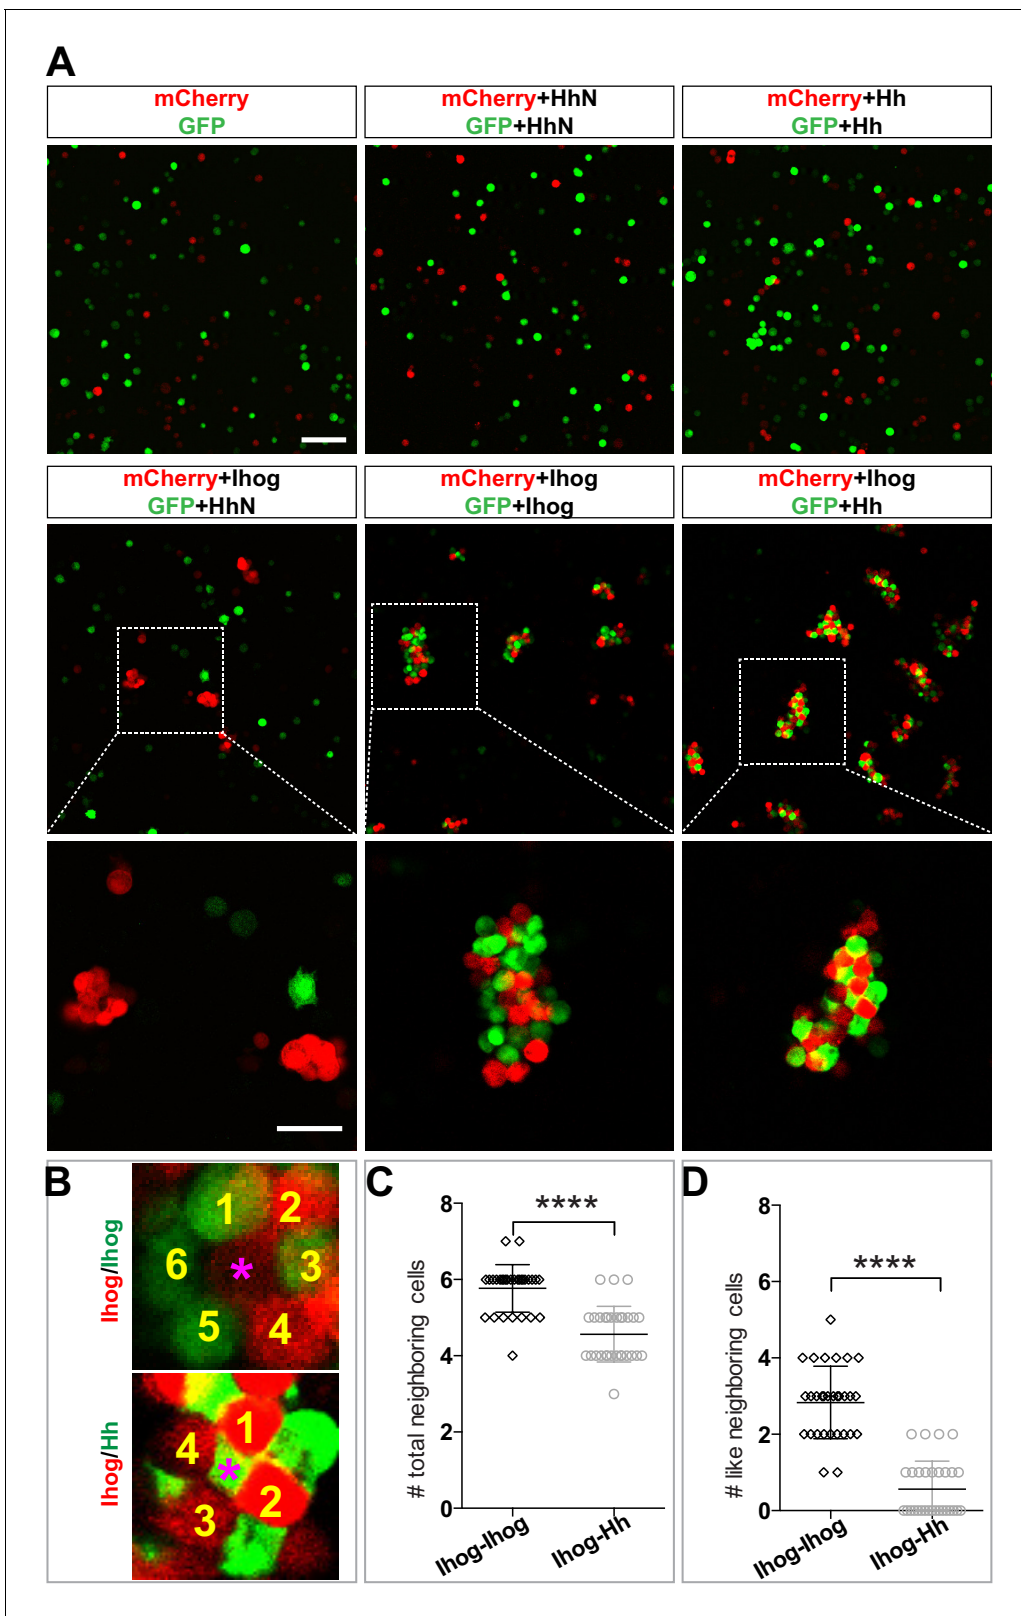 A
mCherry
GFP
mCherry+HhN
GFP+HhN
mCherry+Hh
GFP+Hh
mCherry+Ihog
GFP+HhN
mCherry+Ihog
GFP+Ihog
mCherry+Ihog
GFP+Hh
B
Ihog/Ihog
1
2
3
4
5
6
*
Ihog/Hh
1
2
3
4
*
C
# total neighboring cells
8
6
4
2
0
****
Ihog-Ihog
Ihog-Hh
D
# like neighboring cells
8
6
4
2
0
****
Ihog-Ihog
Ihog-Hh